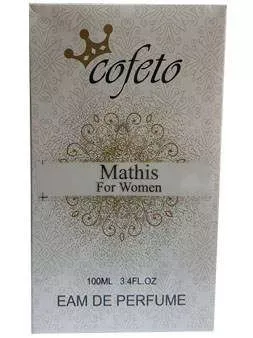 cofeto
Mathis
For Women
100ML 3.4FL.OZ
EAM DE PERFUME